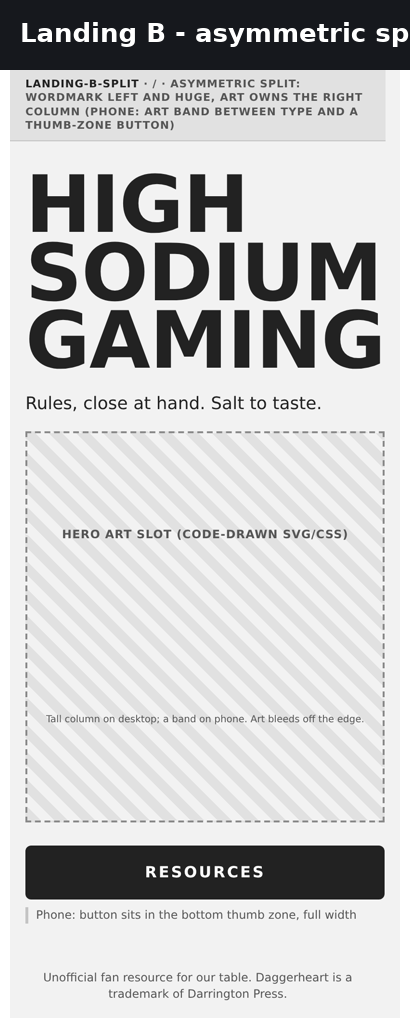 Landing B - asymmetric sp
LANDING-B-SPLIT · / · ASYMMETRIC SPLIT:
WORDMARK LEFT AND HUGE, ART OWNS THE RIGHT
COLUMN (PHONE: ART BAND BETWEEN TYPE AND A
THUMB-ZONE BUTTON)
HIGH
SODIUM
GAMING
Rules, close at hand. Salt to taste.
HERO ART SLOT (CODE-DRAWN SVG/CSS)
Tall column on desktop; a band on phone. Art bleeds off the edge.
RESOURCES
Phone: button sits in the bottom thumb zone, full width
Unofficial fan resource for our table. Daggerheart is a
trademark of Darrington Press.